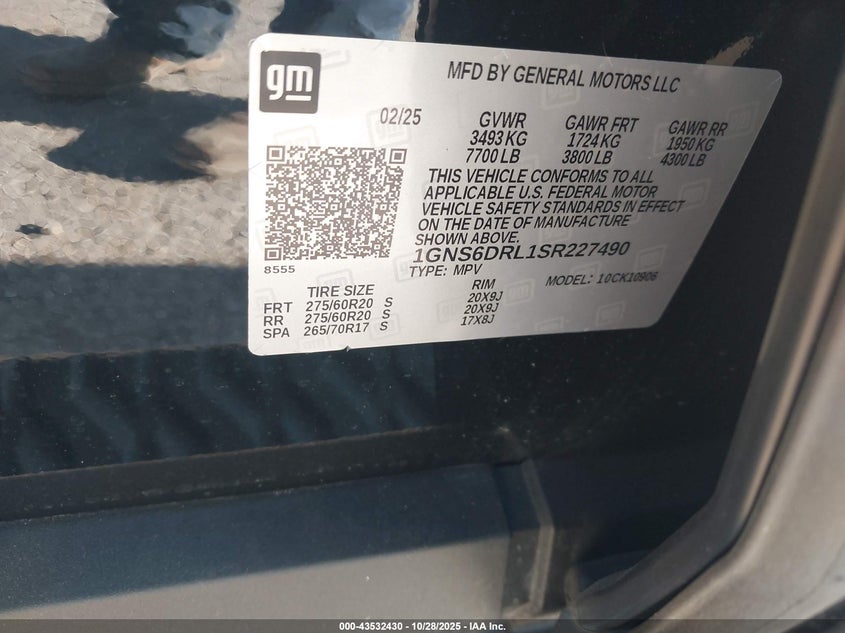 gm
MFD BY GENERAL MOTORS LLC
02/25 GVWR GAWR FRT GAWR RR
3493 KG 1724 KG 1950 KG
7700 LB 3800 LB 4300 LB
THIS VEHICLE CONFORMS TO ALL
APPLICABLE U.S. FEDERAL MOTOR
VEHICLE SAFETY STANDARDS IN EFFECT
ON THE DATE OF MANUFACTURE
SHOWN ABOVE.
1GNS6DRL1SR227490
8555
TYPE: MPV MODEL: 10CK10906
TIRE SIZE RIM
FRT 275/60R20 S 20X9J
RR 275/60R20 S 20X9J
SPA 265/70R17 S 17X8J
000-43532430 - 10/28/2025 - IAA Inc.